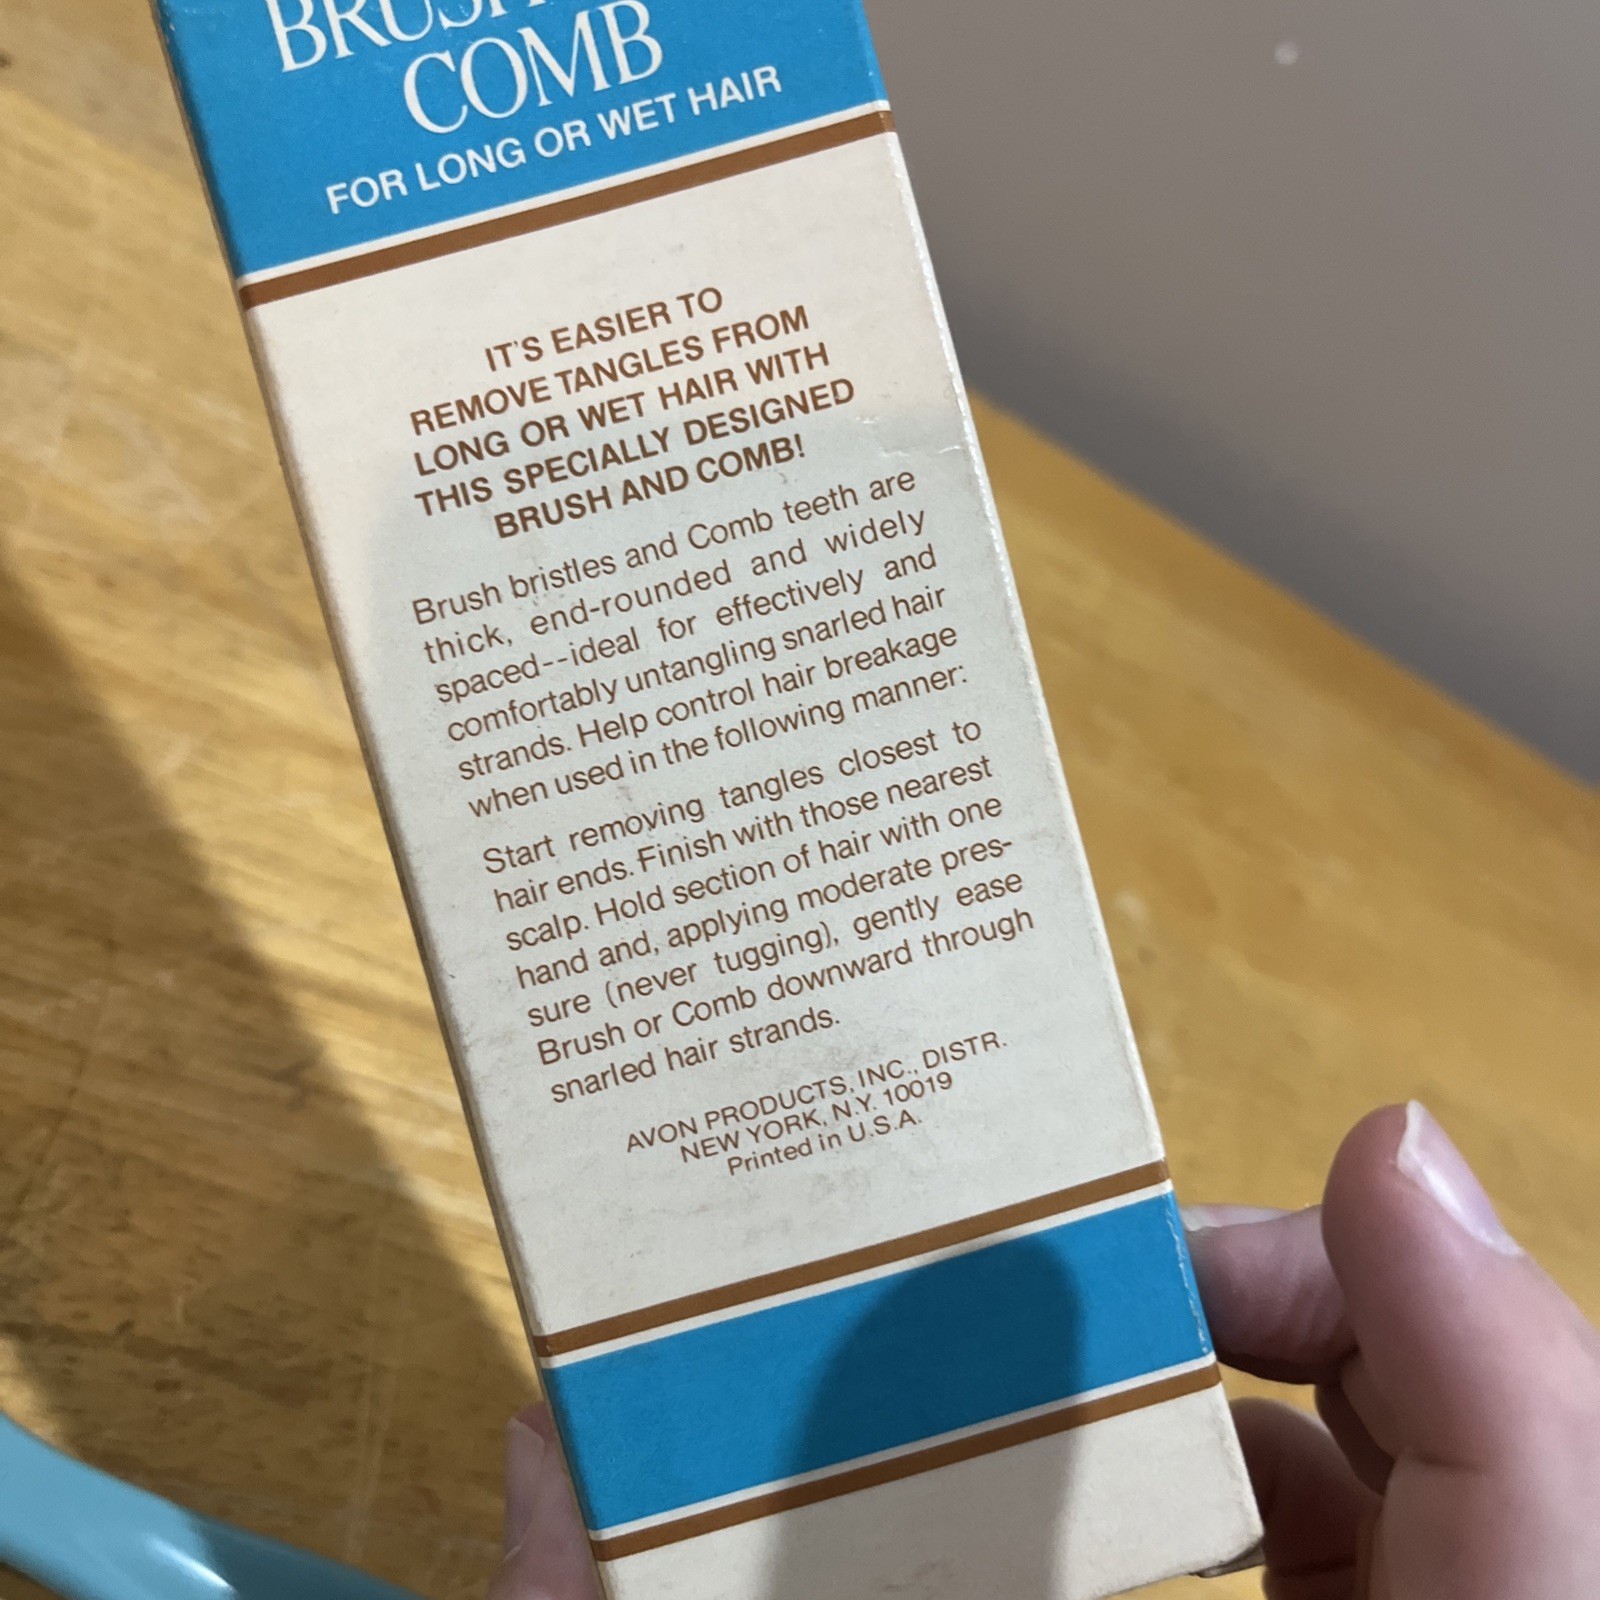 BRUSH
COMB
FOR LONG OR WET HAIR
IT'S EASIER TO
REMOVE TANGLES FROM
LONG OR WET HAIR WITH
THIS SPECIALLY DESIGNED
BRUSH AND COMB!
Brush bristles and Comb teeth are
thick, end-rounded and widely
spaced--ideal for effectively and
comfortably untangling snarled hair
strands. Help control hair breakage
when used in the following manner:
Start removing tangles closest to
hair ends. Finish with those nearest
scalp. Hold section of hair with one
hand and, applying moderate pres-
sure (never tugging), gently ease
Brush or Comb downward through
snarled hair strands.
AVON PRODUCTS, INC., DISTR.
NEW YORK, N.Y. 10019
Printed in U.S.A.